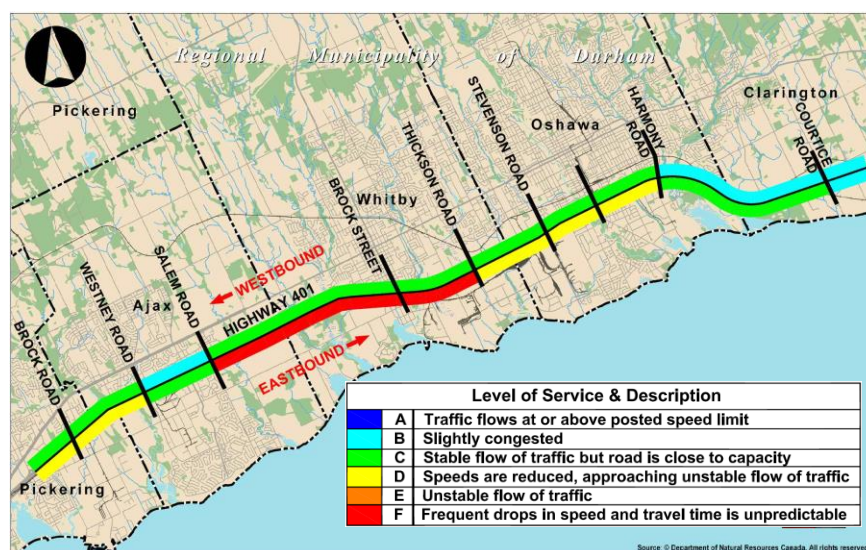 Regional Municipality of Durham
Pickering
Clarington
COURTICE
ROAD
HARMONY
ROAD
Oshawa
STEVENSON ROAD
THICKSON ROAD
Whitby
BROCK STREET
WESTBOUND
SALEM ROAD
Ajax
HIGHWAY 401
WESTNEY ROAD
EASTBOUND
BROCK ROAD
Pickering
Level of Service & Description
A Traffic flows at or above posted speed limit
B Slightly congested
C Stable flow of traffic but road is close to capacity
D Speeds are reduced, approaching unstable flow of traffic
E Unstable flow of traffic
F Frequent drops in speed and travel time is unpredictable
Source: © Department of Natural Resources Canada. All rights reserved